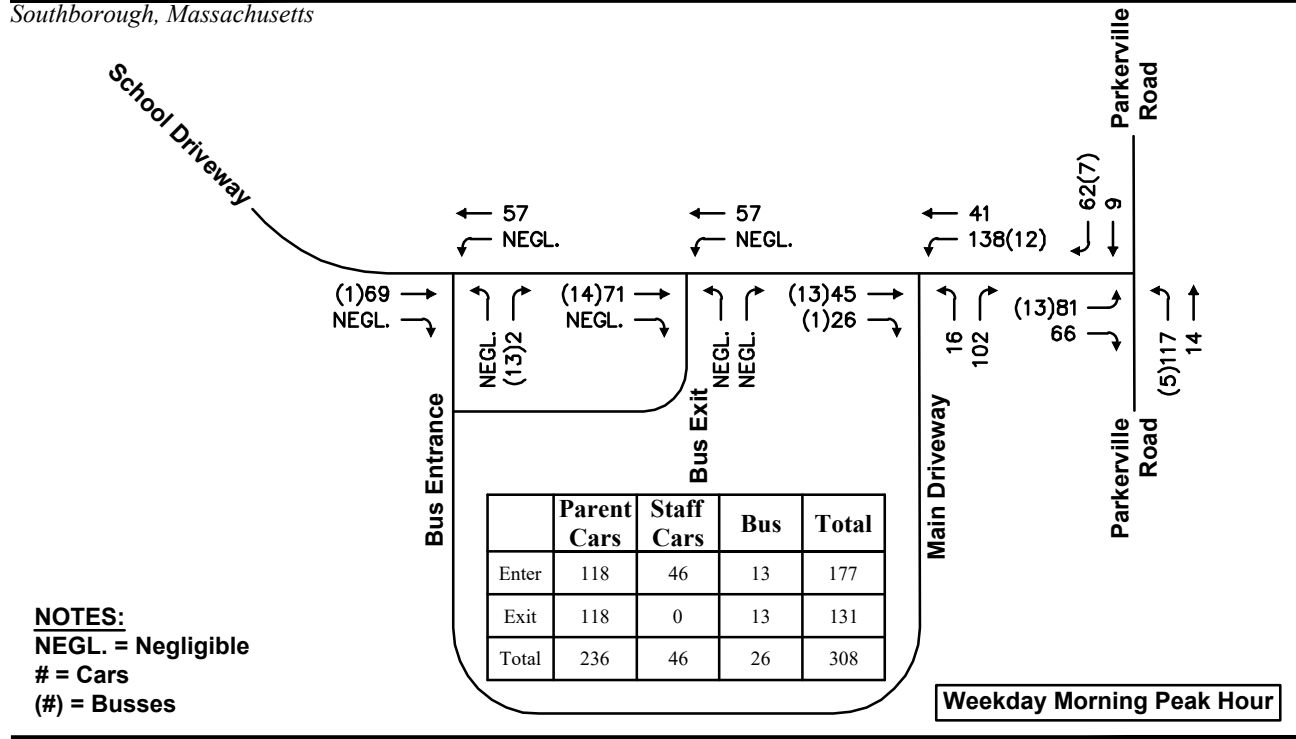 Southborough, Massachusetts
School Driveway
Parkerville
Road
62(7)
9
57
NEGL.
57
NEGL.
41
138(12)
(1)69
NEGL.
NEGL.
(13)2
(14)71
NEGL.
NEGL.
NEGL.
(13)45
(1)26
16
102
(13)81
66
(5)117
14
Bus Entrance
Bus Exit
Main Driveway
Parkerville
Road
Parent Staff Bus Total
Cars Cars
Enter 118 46 13 177
Exit 118 0 13 131
Total 236 46 26 308
NOTES:
NEGL. = Negligible
# = Cars
(#) = Busses
Weekday Morning Peak Hour